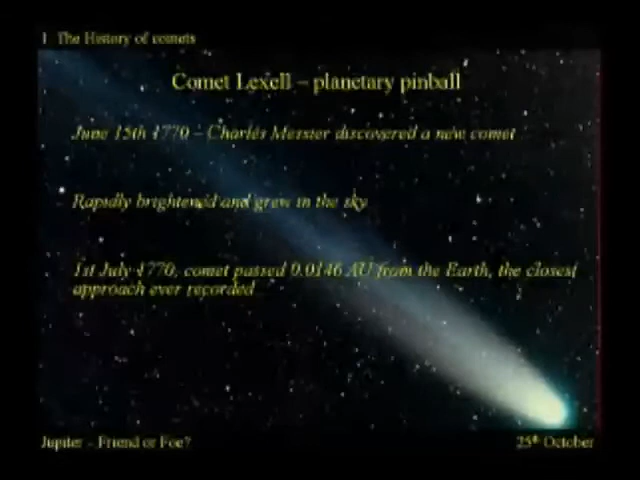 1 The History of comets
Comet Lexell – planetary pinball
June 15th 1770 – Charles Messier discovered a new comet
Rapidly brightened and grew in the sky
1st July 1770, comet passed 0.0146 AU from the Earth, the closest
approach ever recorded
Jupiter - Friend or Foe?
25th October